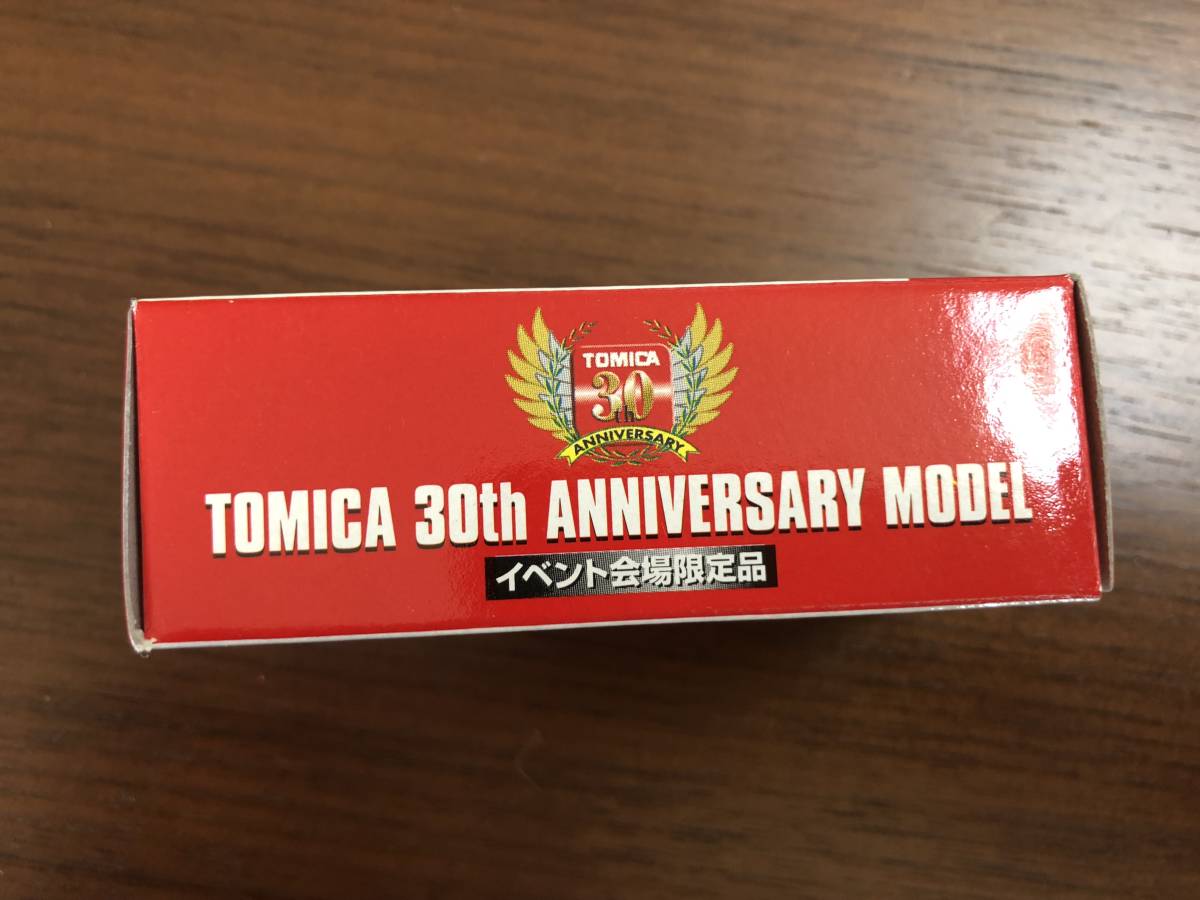 TOMICA
30th
ANNIVERSARY
TOMICA 30th ANNIVERSARY MODEL
イベント会場限定品